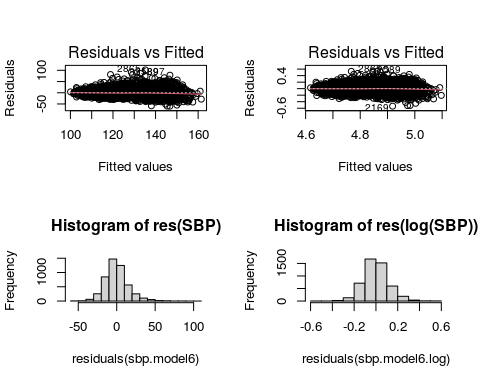 Residuals vs Fitted
Residuals
-50
100
100
120
140
160
Fitted values
Residuals vs Fitted
Residuals
-0.6
0.4
2169
4.6
4.8
5.0
Fitted values
Histogram of res(SBP)
Frequency
0
1000
-50
0
50
100
residuals(sbp.model6)
Histogram of res(log(SBP))
Frequency
0
1500
-0.6
-0.2
0.2
0.6
residuals(sbp.model6.log)